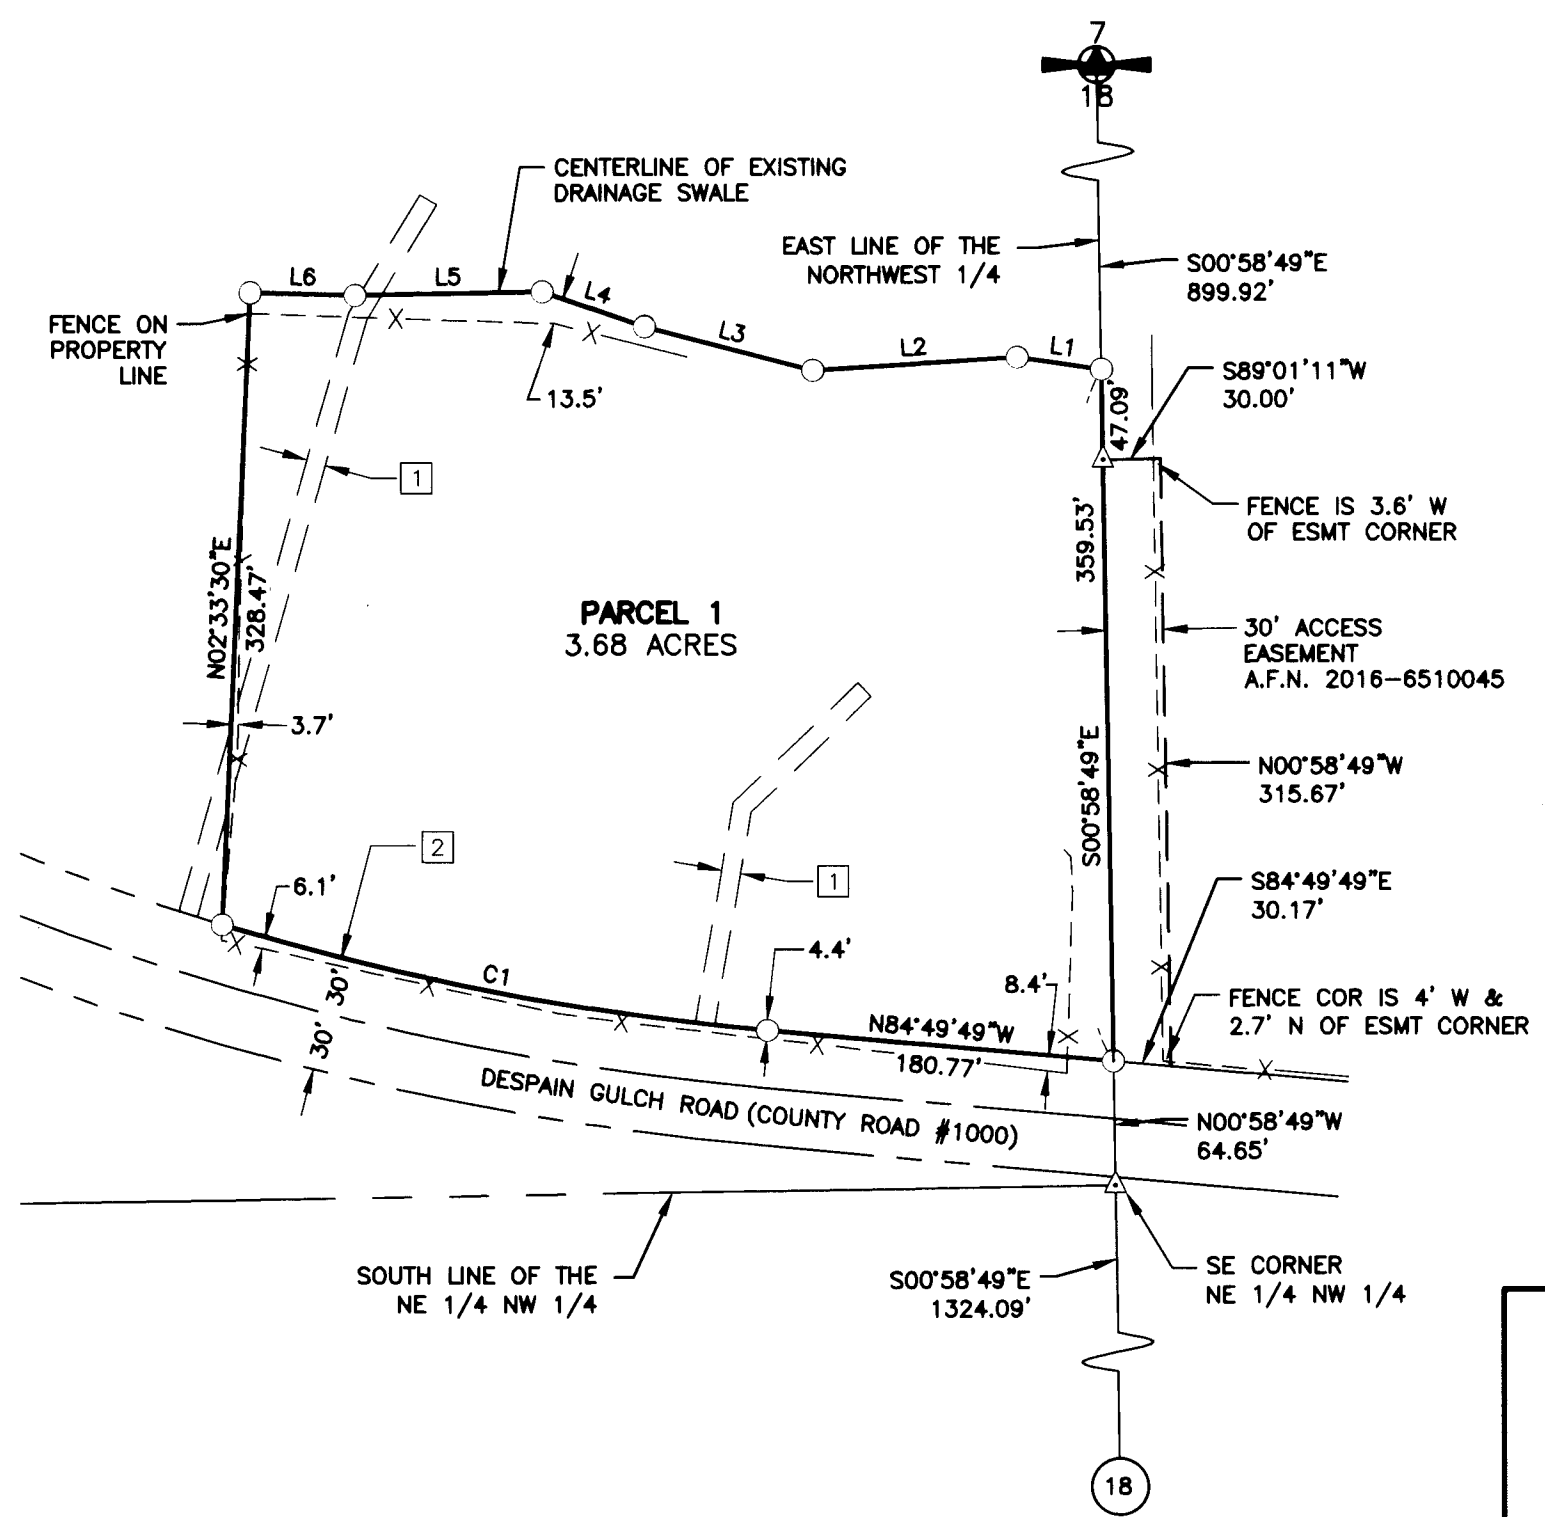 7
18
CENTERLINE OF EXISTING
DRAINAGE SWALE
EAST LINE OF THE
NORTHWEST 1/4
S00°58'49"E
899.92'
L6
L5
L4
L3
L2
L1
FENCE ON
PROPERTY
LINE
13.5'
47.09'
S89°01'11"W
30.00'
1
FENCE IS 3.6' W
OF ESMT CORNER
359.53'
N02°33'30"E
328.47'
PARCEL 1
3.68 ACRES
30' ACCESS
EASEMENT
A.F.N. 2016-6510045
3.7'
S00°58'49"E
N00°58'49"W
315.67'
2
6.1'
1
S84°49'49"E
30.17'
4.4'
C1
8.4'
30'
30'
N84°49'49"W
180.77'
FENCE COR IS 4' W &
2.7' N OF ESMT CORNER
DESPAIN GULCH ROAD (COUNTY ROAD #1000)
N00°58'49"W
64.65'
SOUTH LINE OF THE
NE 1/4 NW 1/4
S00°58'49"E
1324.09'
SE CORNER
NE 1/4 NW 1/4
18